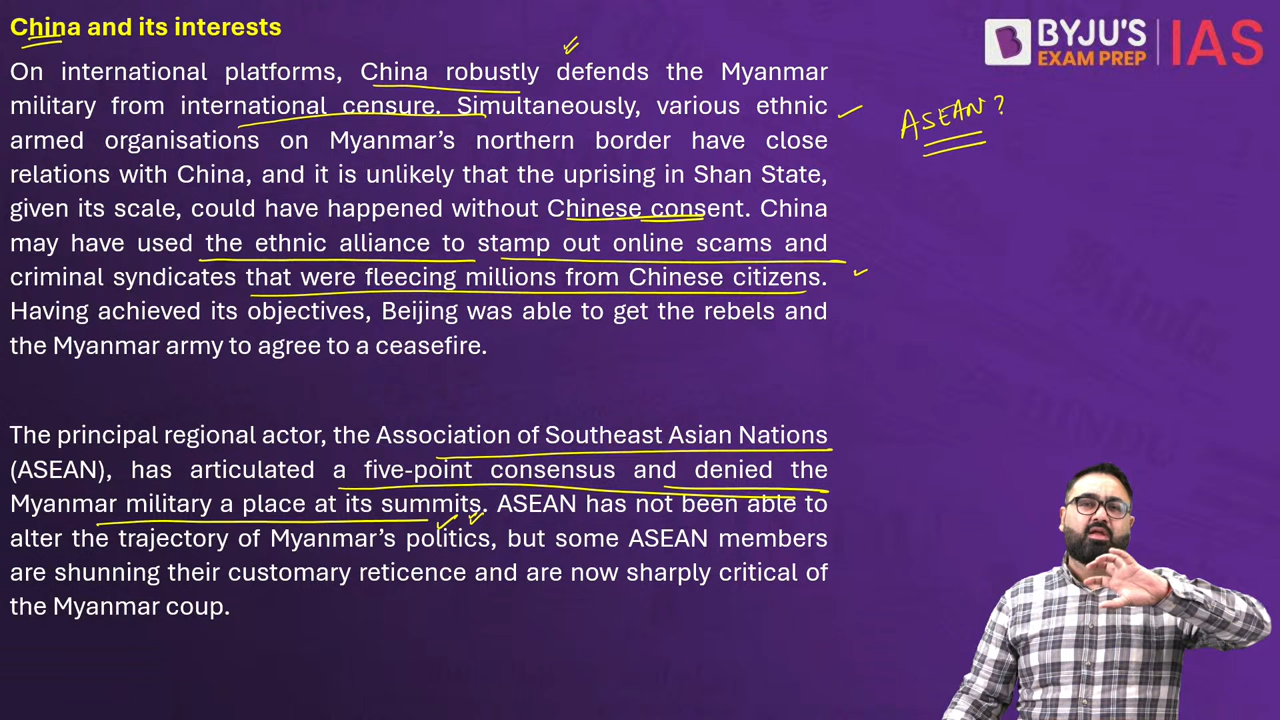 China and its interests
On international platforms, China robustly defends the Myanmar
military from international censure. Simultaneously, various ethnic
armed organisations on Myanmar's northern border have close
relations with China, and it is unlikely that the uprising in Shan State,
given its scale, could have happened without Chinese consent. China
may have used the ethnic alliance to stamp out online scams and
criminal syndicates that were fleecing millions from Chinese citizens.
Having achieved its objectives, Beijing was able to get the rebels and
the Myanmar army to agree to a ceasefire.
The principal regional actor, the Association of Southeast Asian Nations
(ASEAN), has articulated a five-point consensus and denied the
Myanmar military a place at its summits. ASEAN has not been able to
alter the trajectory of Myanmar's politics, but some ASEAN members
are shunning their customary reticence and are now sharply critical of
the Myanmar coup.
ASEAN?
BYJU'S
EXAM PREP
IAS